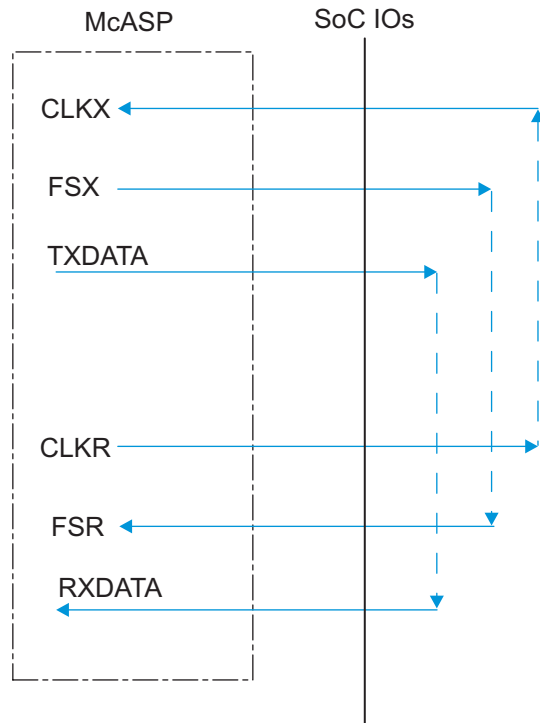 McASP
SoC IOs
CLKX
FSX
TXDATA
CLKR
FSR
RXDATA